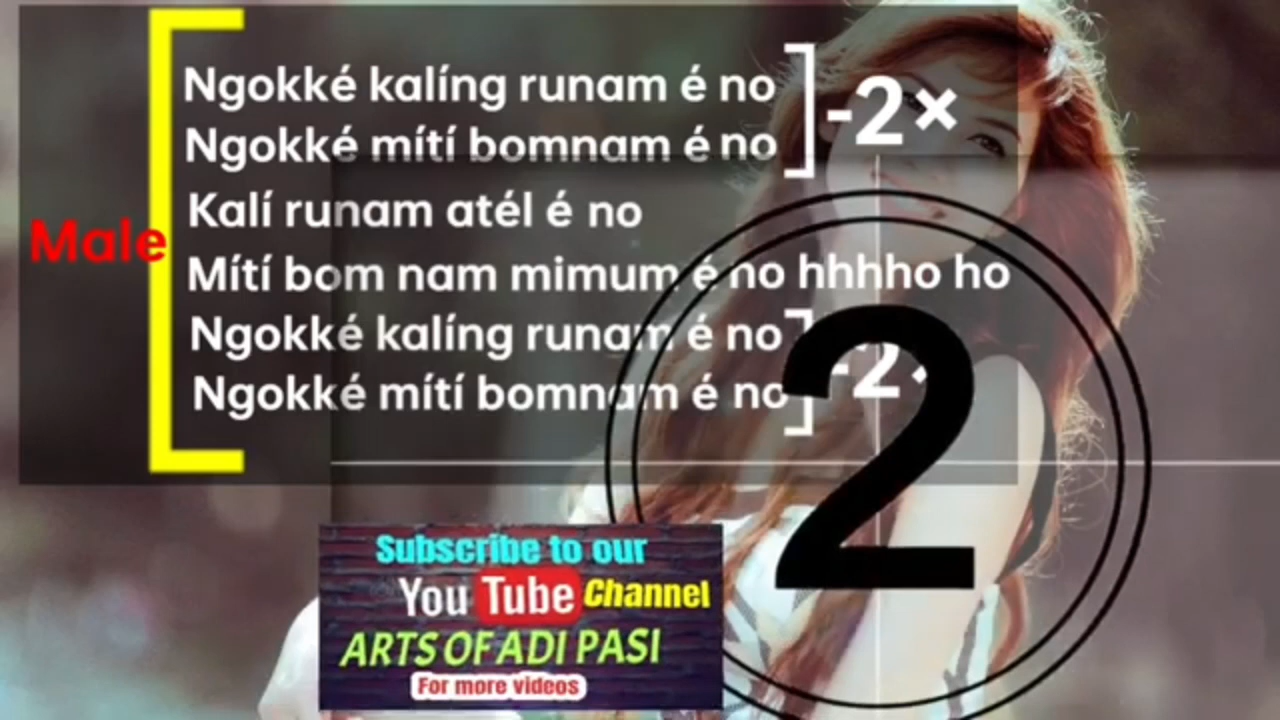 Ngokké kalíng runam é no
Ngokké mítí bomnam é no
-2×
Kalí runam atél é no
Male
Mítí bom nam mimum é no hhhho ho
Ngokké kalíng runam é no
Ngokké mítí bomnam é no
-2
2
Subscribe to our
YouTube Channel
ARTS OF ADI PASI
For more videos